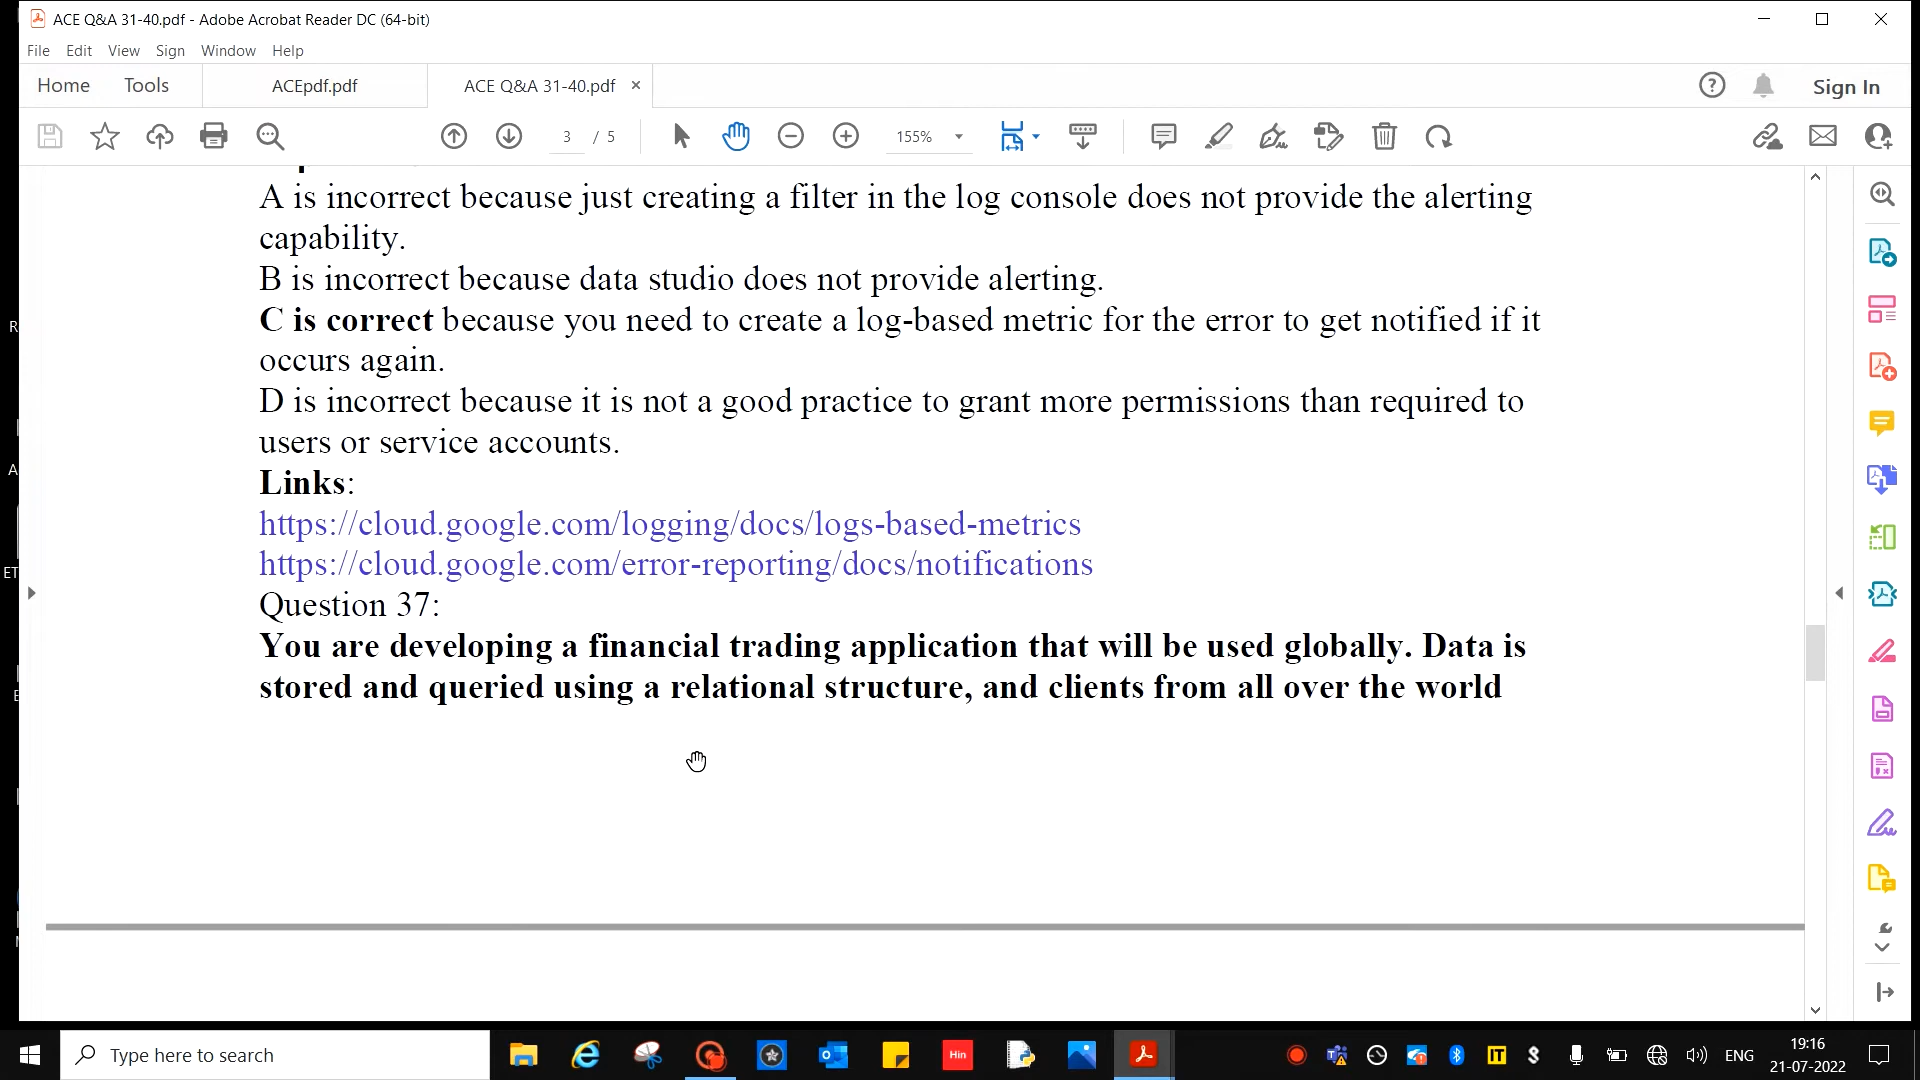 ACE Q&A 31-40.pdf - Adobe Acrobat Reader DC (64-bit)
File Edit View Sign Window Help
Home Tools ACEpdf.pdf ACE Q&A 31-40.pdf × Sign In
3 / 5 155%
A is incorrect because just creating a filter in the log console does not provide the alerting
capability.
B is incorrect because data studio does not provide alerting.
C is correct because you need to create a log-based metric for the error to get notified if it
occurs again.
D is incorrect because it is not a good practice to grant more permissions than required to
users or service accounts.
Links:
https://cloud.google.com/logging/docs/logs-based-metrics
https://cloud.google.com/error-reporting/docs/notifications
Question 37:
You are developing a financial trading application that will be used globally. Data is
stored and queried using a relational structure, and clients from all over the world
Type here to search
Hin
IT
ENG
19:16
21-07-2022